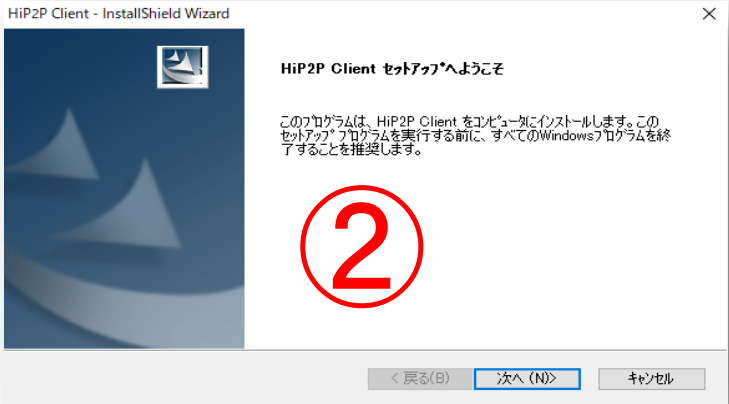 HiP2P Client - InstallShield Wizard
HiP2P Client ｾｯﾄｱｯﾌﾟへようこそ
このﾌﾟﾛｸﾞﾗﾑは、HiP2P Client をｺﾝﾋﾟｭｰﾀにｲﾝｽﾄｰﾙします。この
ｾｯﾄｱｯﾌﾟ ﾌﾟﾛｸﾞﾗﾑを実行する前に、すべてのWindowsﾌﾟﾛｸﾞﾗﾑを終
了することを推奨します。
②
< 戻る(B)
次へ (N)>
ｷｬﾝｾﾙ